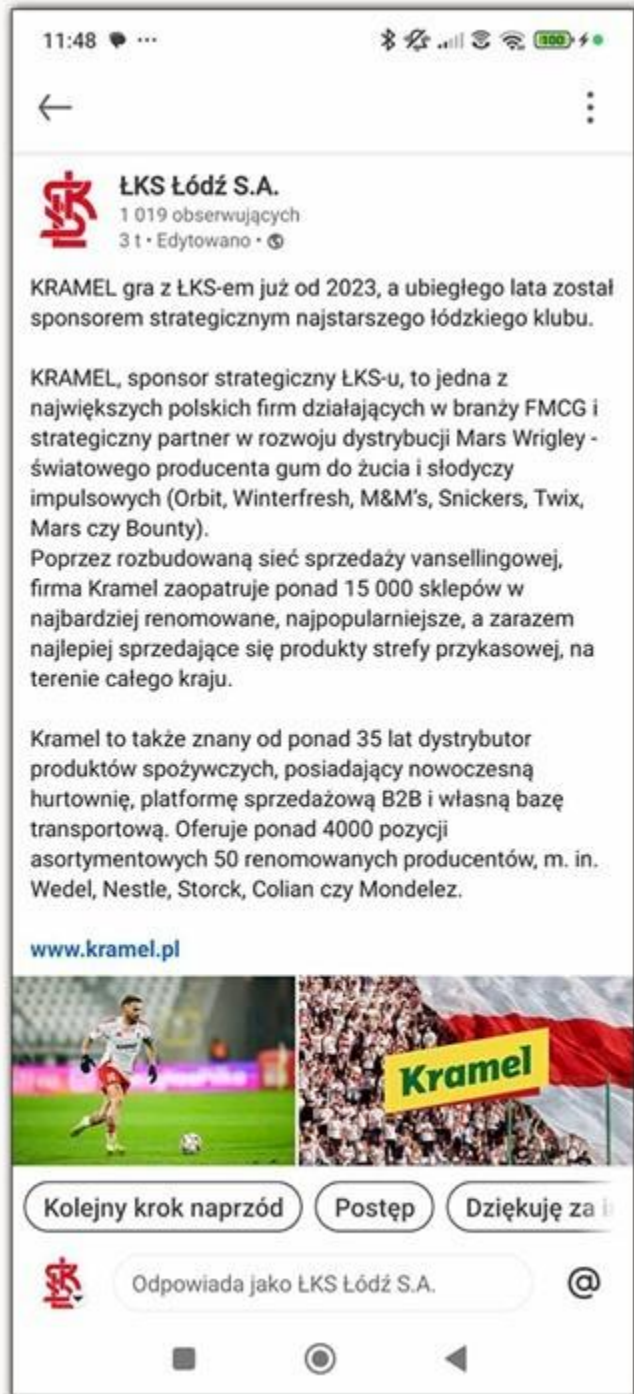 11:48
100
ŁKS Łódź S.A.
1 019 obserwujących
3 t • Edytowano •
KRAMEL gra z ŁKS-em już od 2023, a ubiegłego lata został
sponsorem strategicznym najstarszego łódzkiego klubu.
KRAMEL, sponsor strategiczny ŁKS-u, to jedna z
największych polskich firm działających w branży FMCG i
strategiczny partner w rozwoju dystrybucji Mars Wrigley -
światowego producenta gum do żucia i słodyczy
impulsowych (Orbit, Winterfresh, M&M's, Snickers, Twix,
Mars czy Bounty).
Poprzez rozbudowaną sieć sprzedaży vansellingowej,
firma Kramel zaopatruje ponad 15 000 sklepów w
najbardziej renomowane, najpopularniejsze, a zarazem
najlepiej sprzedające się produkty strefy przykasowej, na
terenie całego kraju.
Kramel to także znany od ponad 35 lat dystrybutor
produktów spożywczych, posiadający nowoczesną
hurtownię, platformę sprzedażową B2B i własną bazę
transportową. Oferuje ponad 4000 pozycji
asortymentowych 50 renomowanych producentów, m. in.
Wedel, Nestle, Storck, Colian czy Mondelez.
www.kramel.pl
Kramel
Kolejny krok naprzód
Postęp
Dziękuję za
Odpowiada jako ŁKS Łódź S.A.
@